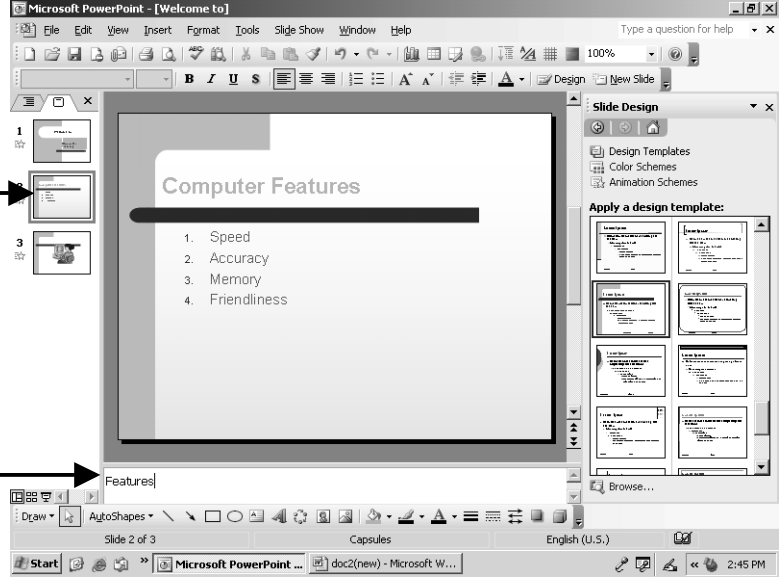 Microsoft PowerPoint - [Welcome to]
File Edit View Insert Format Tools Slide Show Window Help
Type a question for help
100%
B I U S A Design New Slide
Slide Design
1
Design Templates
Color Schemes
Animation Schemes
Apply a design template:
3
Computer Features
1. Speed
2. Accuracy
3. Memory
4. Friendliness
Features
Browse...
Draw AutoShapes
Slide 2 of 3 Capsules English (U.S.)
Start Microsoft PowerPoint ... doc2(new) - Microsoft W... 2:45 PM